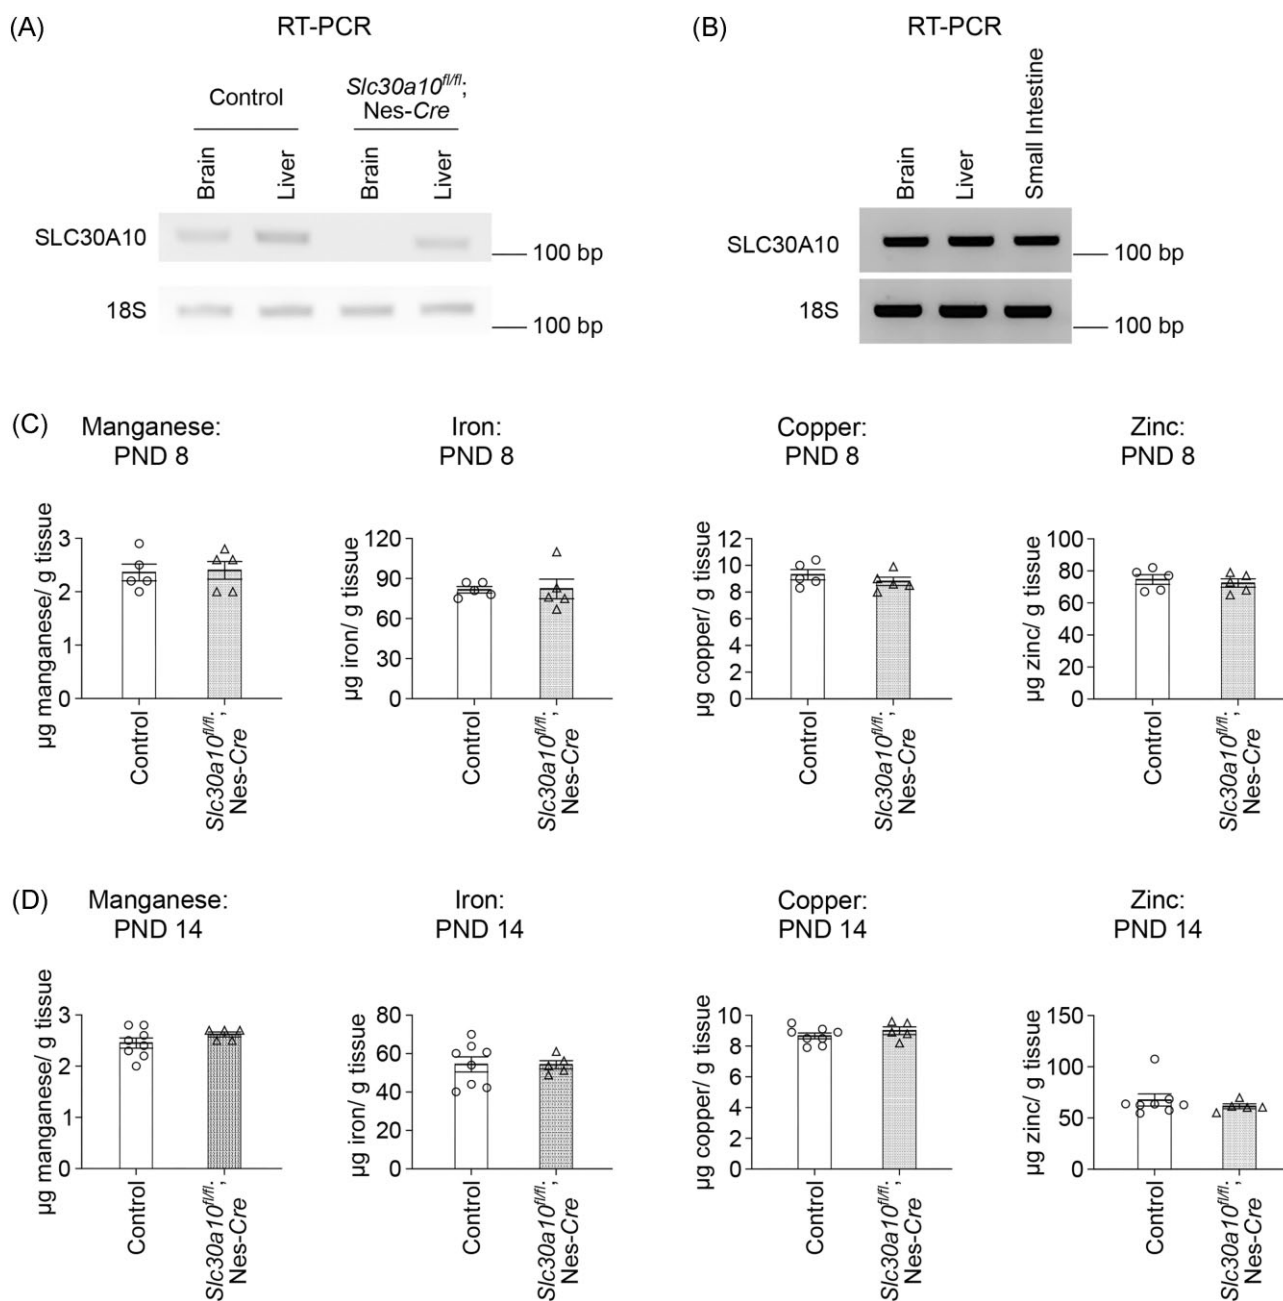 (A)
RT-PCR
Control
Slc30a10fl/fl;
Nes-Cre
Brain
Liver
Brain
Liver
SLC30A10
100 bp
18S
100 bp
(B)
RT-PCR
Brain
Liver
Small Intestine
SLC30A10
100 bp
18S
100 bp
(C)
Manganese:
PND 8
µg manganese/ g tissue
3
2
1
0
Control
Slc30a10fl/fl;
Nes-Cre
Iron:
PND 8
µg iron/ g tissue
120
90
60
30
0
Control
Slc30a10fl/fl;
Nes-Cre
Copper:
PND 8
µg copper/ g tissue
12
10
8
6
4
2
0
Control
Slc30a10fl/fl;
Nes-Cre
Zinc:
PND 8
µg zinc/ g tissue
100
80
60
40
20
0
Control
Slc30a10fl/fl;
Nes-Cre
(D)
Manganese:
PND 14
µg manganese/ g tissue
3
2
1
0
Control
Slc30a10fl/fl;
Nes-Cre
Iron:
PND 14
µg iron/ g tissue
80
60
40
20
0
Control
Slc30a10fl/fl;
Nes-Cre
Copper:
PND 14
µg copper/ g tissue
10
8
6
4
2
0
Control
Slc30a10fl/fl;
Nes-Cre
Zinc:
PND 14
µg zinc/ g tissue
150
100
50
0
Control
Slc30a10fl/fl;
Nes-Cre